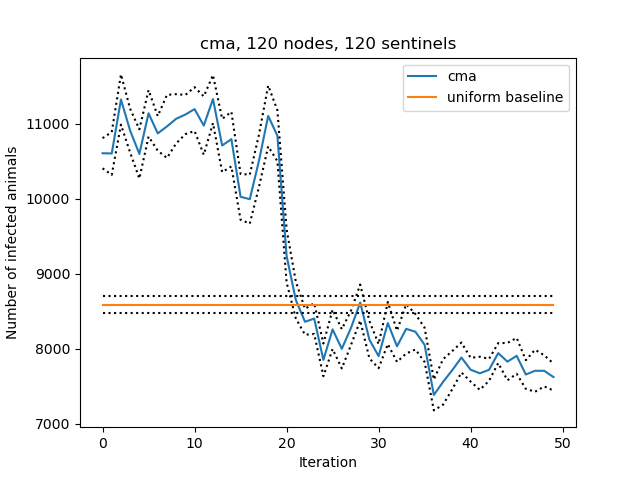 cma, 120 nodes, 120 sentinels
cma
uniform baseline
Number of infected animals
11000
10000
9000
8000
7000
0 10 20 30 40 50
Iteration